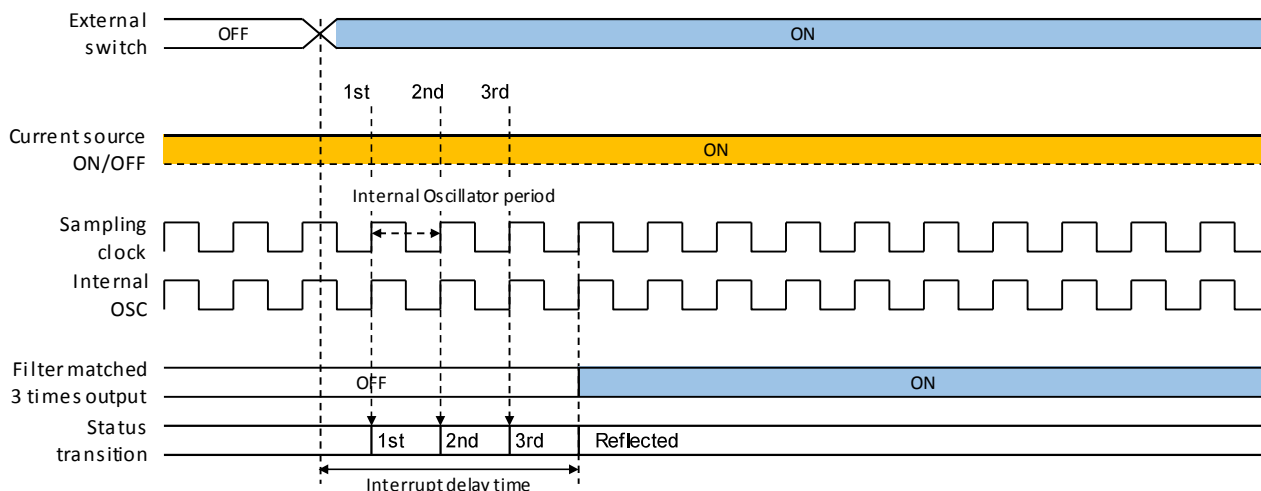 External
switch
OFF
ON
1st
2nd
3rd
Current source
ON/OFF
ON
Internal Oscillator period
Sampling
clock
Internal
OSC
Filter matched
3 times output
OFF
ON
Status
transition
1st
2nd
3rd
Reflected
Interrupt delay time